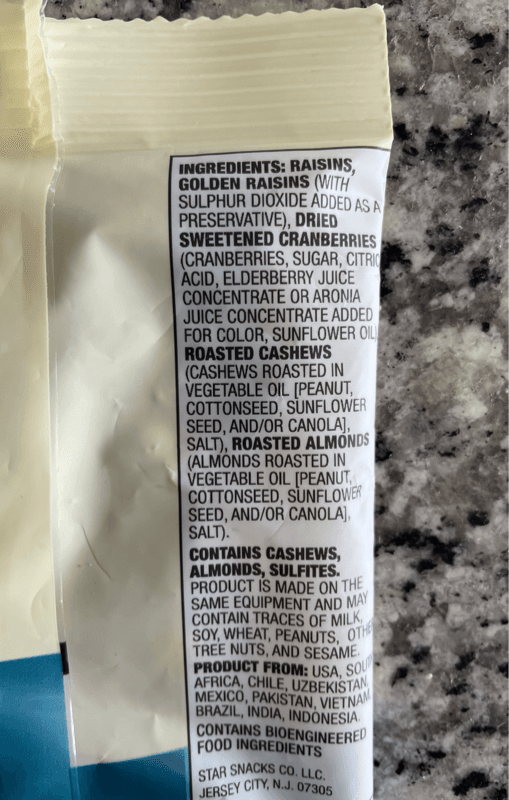 INGREDIENTS: RAISINS,
GOLDEN RAISINS (WITH
SULPHUR DIOXIDE ADDED AS A
PRESERVATIVE), DRIED
SWEETENED CRANBERRIES
(CRANBERRIES, SUGAR, CITRIC
ACID, ELDERBERRY JUICE
CONCENTRATE OR ARONIA
JUICE CONCENTRATE ADDED
FOR COLOR, SUNFLOWER OIL)
ROASTED CASHEWS
(CASHEWS ROASTED IN
VEGETABLE OIL [PEANUT,
COTTONSEED, SUNFLOWER
SEED, AND/OR CANOLA],
SALT), ROASTED ALMONDS
(ALMONDS ROASTED IN
VEGETABLE OIL [PEANUT,
COTTONSEED, SUNFLOWER
SEED, AND/OR CANOLA],
SALT).
CONTAINS CASHEWS,
ALMONDS, SULFITES.
PRODUCT IS MADE ON THE
SAME EQUIPMENT AND MAY
CONTAIN TRACES OF MILK,
SOY, WHEAT, PEANUTS, OTHE
TREE NUTS, AND SESAME.
PRODUCT FROM: USA, SOU
AFRICA, CHILE, UZBEKISTAN,
MEXICO, PAKISTAN, VIETNAM,
BRAZIL, INDIA, INDONESIA.
CONTAINS BIOENGINEERED
FOOD INGREDIENTS
STAR SNACKS CO. LLC.
JERSEY CITY, N.J. 07305